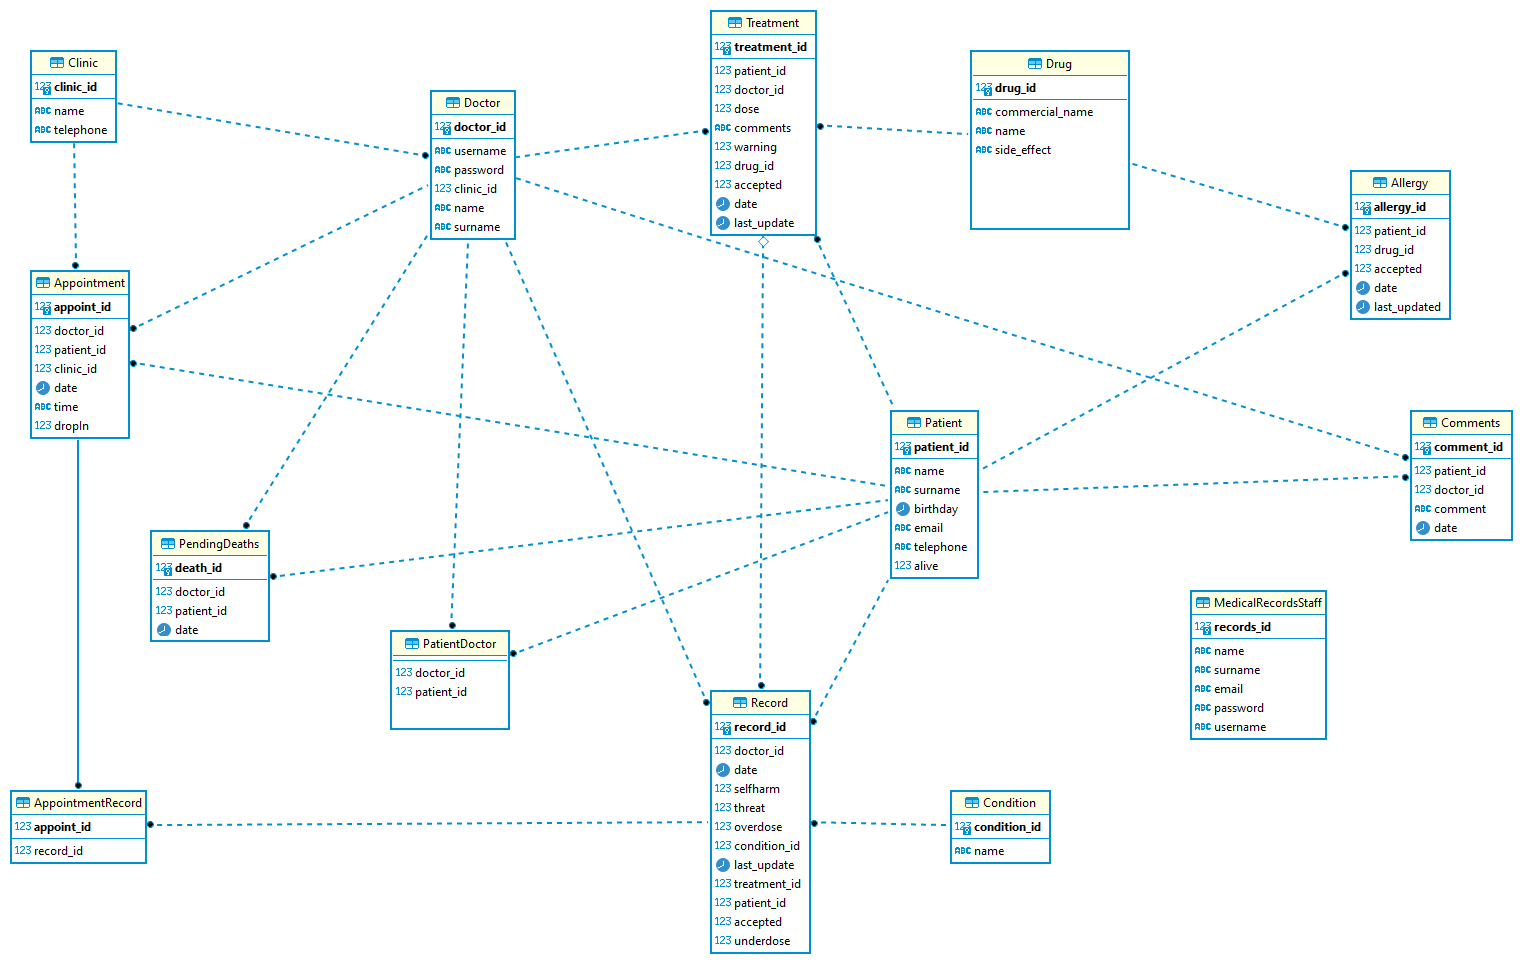 Treatment
123 treatment_id
123 patient_id
123 doctor_id
123 dose
ABC comments
123 warning
123 drug_id
123 accepted
date
last_update
Clinic
123 clinic_id
ABC name
ABC telephone
Doctor
123 doctor_id
ABC username
ABC password
123 clinic_id
ABC name
ABC surname
Drug
123 drug_id
ABC commercial_name
ABC name
ABC side_effect
Allergy
123 allergy_id
123 patient_id
123 drug_id
123 accepted
date
last_updated
Appointment
123 appoint_id
123 doctor_id
123 patient_id
123 clinic_id
date
ABC time
123 dropIn
Patient
123 patient_id
ABC name
ABC surname
birthday
ABC email
ABC telephone
123 alive
Comments
123 comment_id
123 patient_id
123 doctor_id
ABC comment
date
PendingDeaths
123 death_id
123 doctor_id
123 patient_id
date
PatientDoctor
123 doctor_id
123 patient_id
MedicalRecordsStaff
123 records_id
ABC name
ABC surname
ABC email
ABC password
ABC username
Record
123 record_id
123 doctor_id
date
123 selfharm
123 threat
123 overdose
123 condition_id
last_update
123 treatment_id
123 patient_id
123 accepted
123 underdose
AppointmentRecord
123 appoint_id
123 record_id
Condition
123 condition_id
ABC name